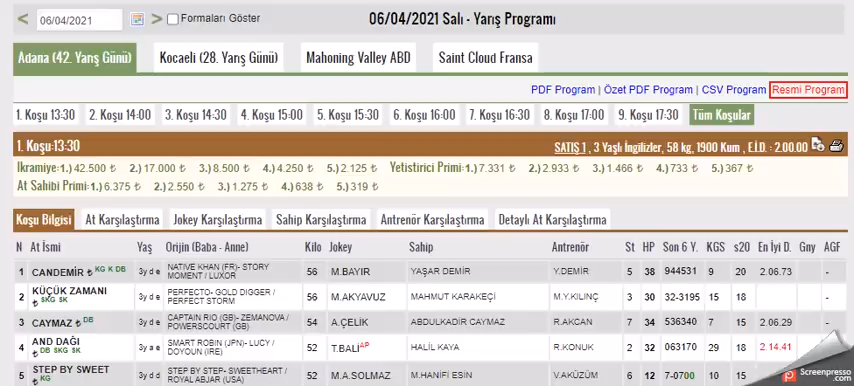 06/04/2021 Formaları Göster 06/04/2021 Salı - Yarış Programı
Adana (42. Yarış Günü) Kocaeli (28. Yarış Günü) Mahoning Valley ABD Saint Cloud Fransa
PDF Program | Özet PDF Program | CSV Program | Resmi Program
1. Koşu 13:30 2. Koşu 14:00 3. Koşu 14:30 4. Koşu 15:00 5. Koşu 15:30 6. Koşu 16:00 7. Koşu 16:30 8. Koşu 17:00 9. Koşu 17:30 Tüm Koşular
1. Koşu:13:30 SATIŞ 1 , 3 Yaşlı İngilizler, 58 kg, 1900 Kum , E.İ.D. : 2.00.00
İkramiye: 1.) 42.500 ₺ 2.) 17.000 ₺ 3.) 8.500 ₺ 4.) 4.250 ₺ 5.) 2.125 ₺ Yetistirici Primi: 1.) 7.331 ₺ 2.) 2.933 ₺ 3.) 1.466 ₺ 4.) 733 ₺ 5.) 367 ₺
At Sahibi Primi: 1.) 6.375 ₺ 2.) 2.550 ₺ 3.) 1.275 ₺ 4.) 638 ₺ 5.) 319 ₺
Koşu Bilgisi At Karşılaştırma Jokey Karşılaştırma Sahip Karşılaştırma Antrenör Karşılaştırma Detaylı At Karşılaştırma
N At İsmi Yaş Orijin (Baba - Anne) Kilo Jokey Sahip Antrenör St HP Son 6 Y. KGS s20 En İyi D. Gny AGF
1 CANDEMİR ₺ KG K DB 3y d e NATIVE KHAN (FR)- STORY MOMENT / LUXOR 56 M.BAYIR YAŞAR DEMİR Y.DEMİR 5 38 944531 9 20 2.06.73 -
2 KÜÇÜK ZAMANI ₺ SKG SK 3y d e PERFECTO- GOLD DIGGER / PERFECT STORM 56 M.AKYAVUZ MAHMUT KARAKEÇİ M.Y.KILINÇ 3 30 32-3195 15 18 -
3 CAYMAZ ₺ DB 3y d e CAPTAIN RIO (GB)- ZEMANOVA / POWERSCOURT (GB) 54 A.ÇELİK ABDULKADİR CAYMAZ R.AKCAN 7 34 536340 7 15 2.06.29 -
4 AND DAĞI ₺ DB SKG SK 3y a e SMART ROBIN (JPN)- LUCY / DOYOUN (IRE) 52 T.BALİ AP HALİL KAYA R.KONUK 2 32 063170 29 18 2.14.41 -
5 STEP BY SWEET ₺ KG 3y d e STEP BY STEP- SWEETHEART / ROYAL ABJAR (USA) 52 M.A.SOLMAZ M.HANİFİ ESİN V.AKÜZÜM 6 12 7-0700 10 15
Screenpresso